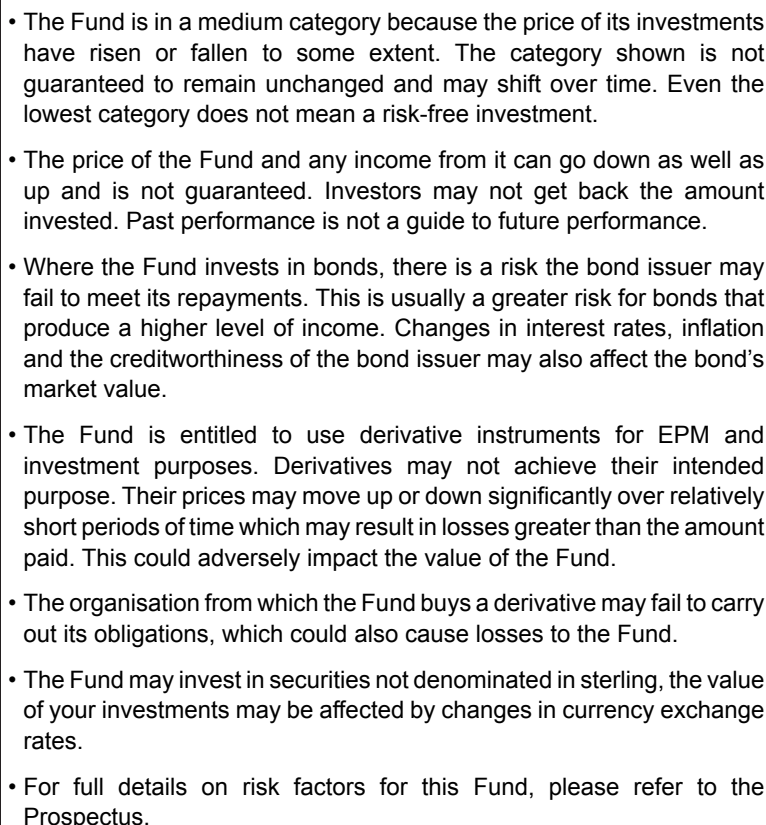 • The Fund is in a medium category because the price of its investments
have risen or fallen to some extent. The category shown is not
guaranteed to remain unchanged and may shift over time. Even the
lowest category does not mean a risk-free investment.
• The price of the Fund and any income from it can go down as well as
up and is not guaranteed. Investors may not get back the amount
invested. Past performance is not a guide to future performance.
• Where the Fund invests in bonds, there is a risk the bond issuer may
fail to meet its repayments. This is usually a greater risk for bonds that
produce a higher level of income. Changes in interest rates, inflation
and the creditworthiness of the bond issuer may also affect the bond’s
market value.
• The Fund is entitled to use derivative instruments for EPM and
investment purposes. Derivatives may not achieve their intended
purpose. Their prices may move up or down significantly over relatively
short periods of time which may result in losses greater than the amount
paid. This could adversely impact the value of the Fund.
• The organisation from which the Fund buys a derivative may fail to carry
out its obligations, which could also cause losses to the Fund.
• The Fund may invest in securities not denominated in sterling, the value
of your investments may be affected by changes in currency exchange
rates.
• For full details on risk factors for this Fund, please refer to the
Prospectus.